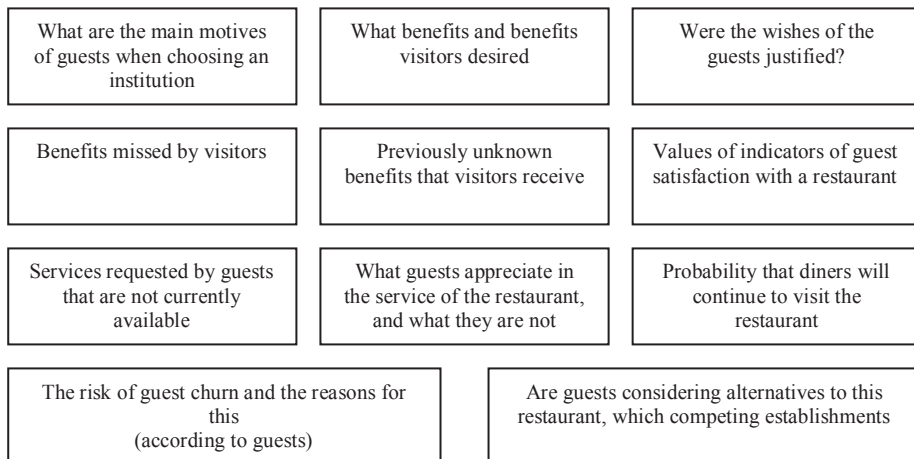 What are the main motives
of guests when choosing an
institution
What benefits and benefits
visitors desired
Were the wishes of the
guests justified?
Benefits missed by visitors
Previously unknown
benefits that visitors receive
Values of indicators of guest
satisfaction with a restaurant
Services requested by guests
that are not currently
available
What guests appreciate in
the service of the restaurant,
and what they are not
Probability that diners will
continue to visit the
restaurant
The risk of guest churn and the reasons for
this
(according to guests)
Are guests considering alternatives to this
restaurant, which competing establishments